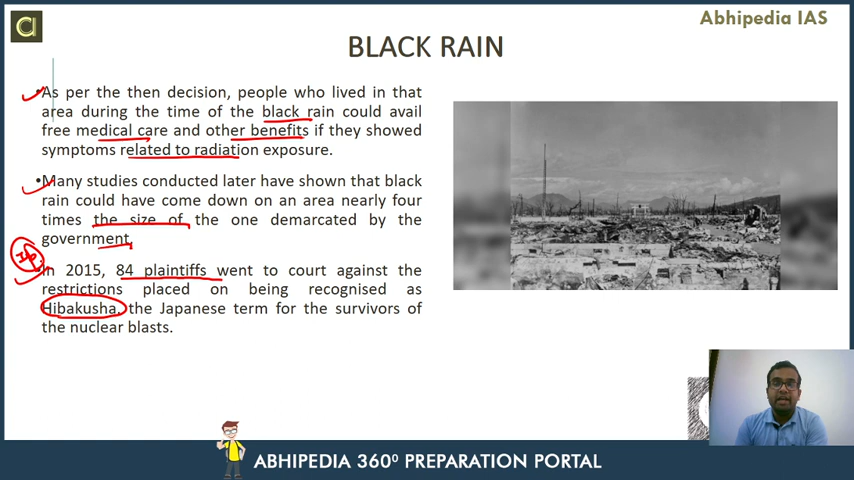 Abhipedia IAS
BLACK RAIN
•As per the then decision, people who lived in that
area during the time of the black rain could avail
free medical care and other benefits if they showed
symptoms related to radiation exposure.
•Many studies conducted later have shown that black
rain could have come down on an area nearly four
times the size of the one demarcated by the
government.
In 2015, 84 plaintiffs went to court against the
restrictions placed on being recognised as
Hibakusha, the Japanese term for the survivors of
the nuclear blasts.
ABHIPEDIA 360⁰ PREPARATION PORTAL